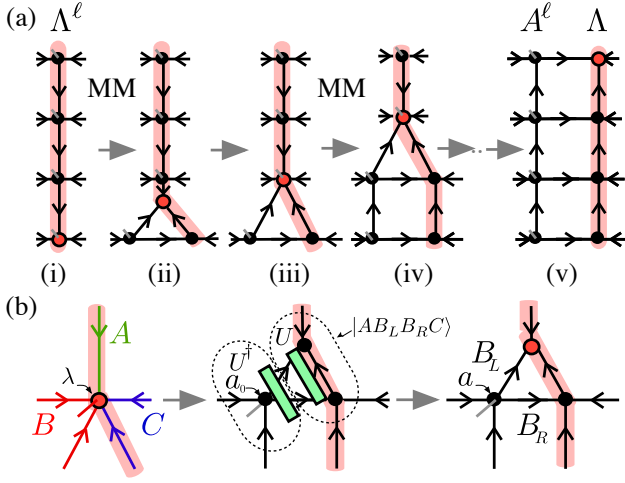 (a) Λ^ℓ A^ℓ Λ
MM MM
(i) (ii) (iii) (iv) (v)
(b) |AB_L B_R C⟩
A U
λ U^† B_L
a_0 a
B C B_R